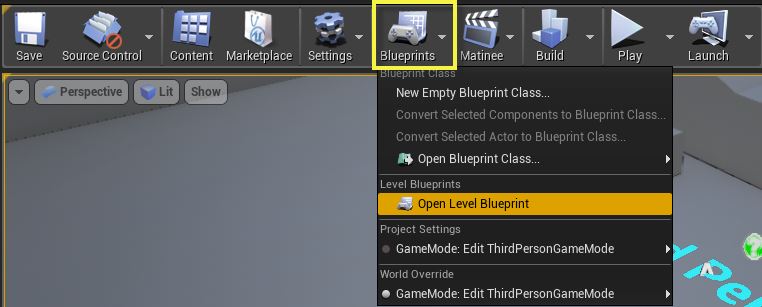 Save
Source Control
Content
Marketplace
Settings
Blueprints
Matinee
Build
Play
Launch
Perspective
Lit
Show
Blueprint Class
New Empty Blueprint Class...
Convert Selected Components to Blueprint Class...
Convert Selected Actor to Blueprint Class...
Open Blueprint Class...
Level Blueprints
Open Level Blueprint
Project Settings
GameMode: Edit ThirdPersonGameMode
World Override
GameMode: Edit ThirdPersonGameMode